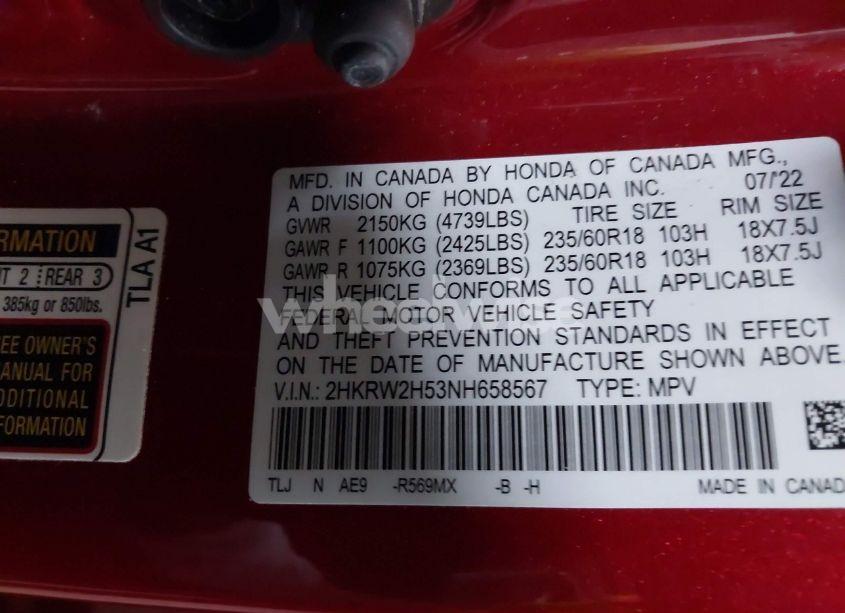 MFD. IN CANADA BY HONDA OF CANADA MFG.,
A DIVISION OF HONDA CANADA INC. 07/'22
GVWR 2150KG (4739LBS) TIRE SIZE RIM SIZE
GAWR F 1100KG (2425LBS) 235/60R18 103H 18X7.5J
GAWR R 1075KG (2369LBS) 235/60R18 103H 18X7.5J
THIS VEHICLE CONFORMS TO ALL APPLICABLE
FEDERAL MOTOR VEHICLE SAFETY
AND THEFT PREVENTION STANDARDS IN EFFECT
ON THE DATE OF MANUFACTURE SHOWN ABOVE.
V.I.N.: 2HKRW2H53NH658567 TYPE: MPV
TLJ N AE9 -R569MX -B -H MADE IN CANAD
TLA A1
RMATION
T 2 REAR 3
385kg or 850lbs.
EE OWNER'S
ANUAL FOR
DDITIONAL
FORMATION